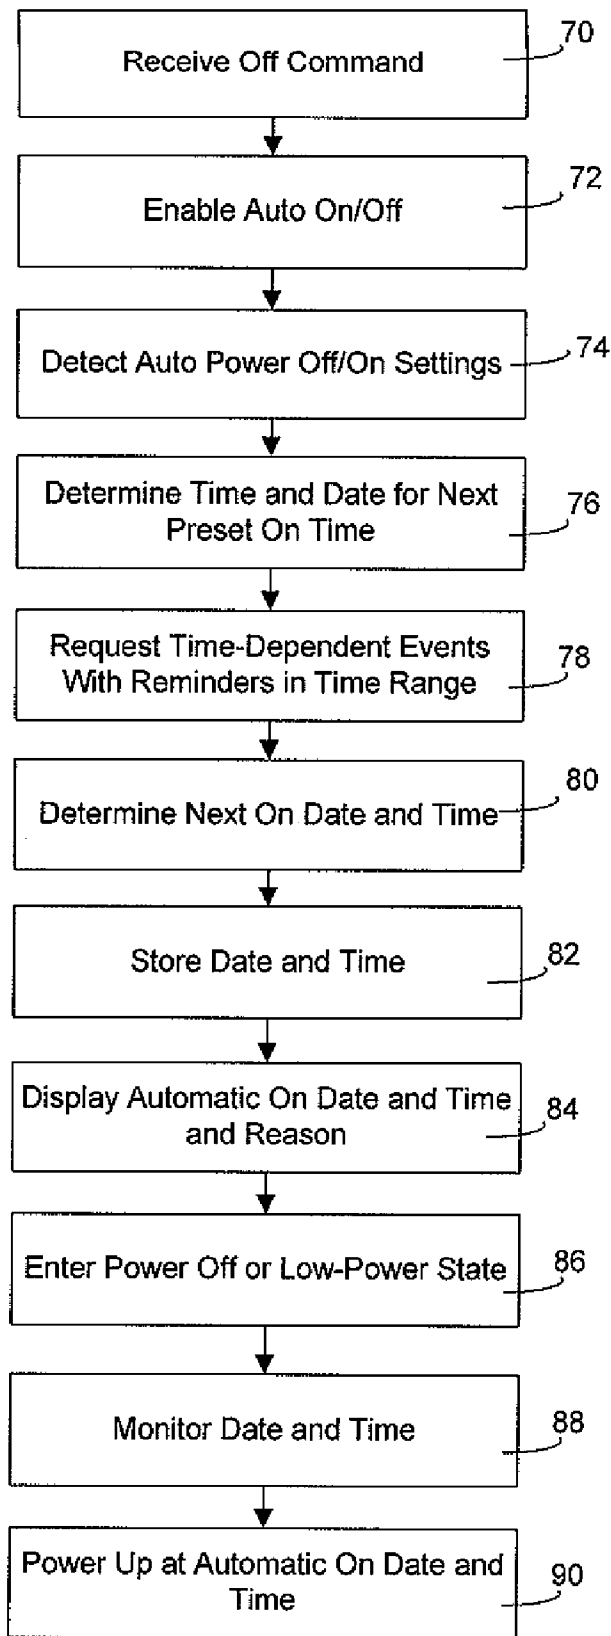 Receive Off Command
70
Enable Auto On/Off
72
Detect Auto Power Off/On Settings
74
Determine Time and Date for Next
Preset On Time
76
Request Time-Dependent Events
With Reminders in Time Range
78
Determine Next On Date and Time
80
Store Date and Time
82
Display Automatic On Date and Time
and Reason
84
Enter Power Off or Low-Power State
86
Monitor Date and Time
88
Power Up at Automatic On Date and
Time
90